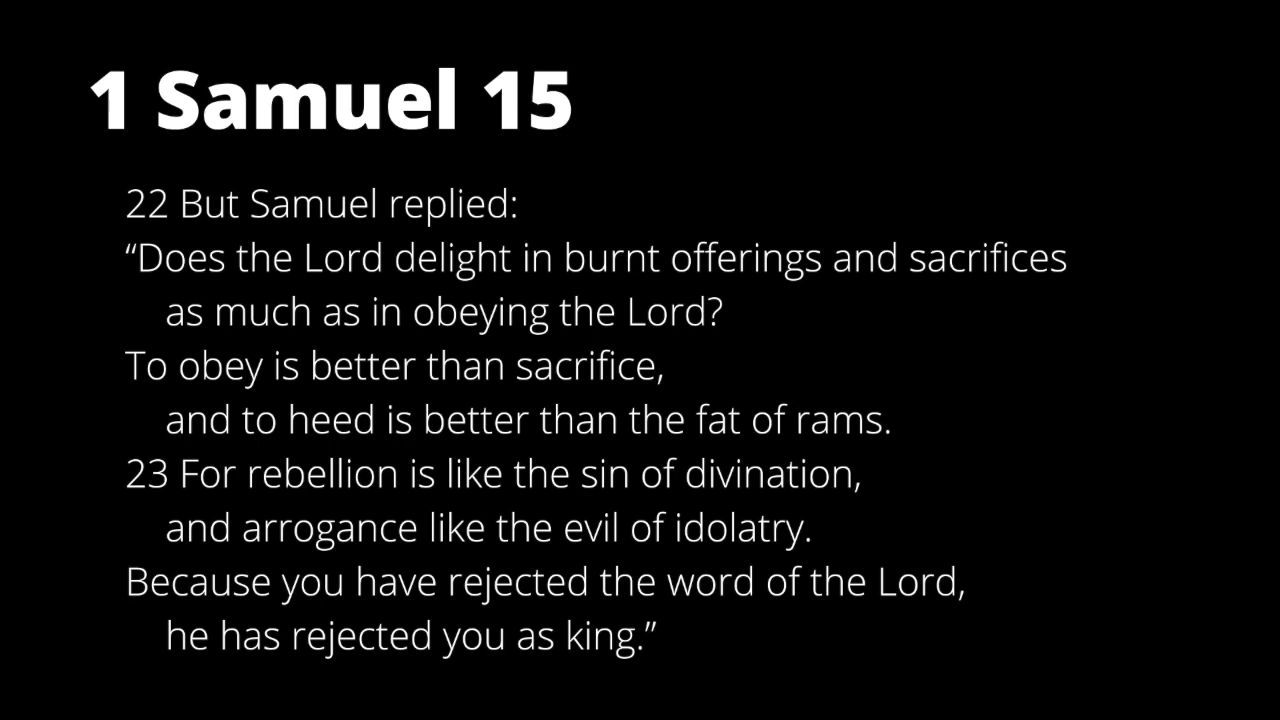 1 Samuel 15
22 But Samuel replied:
“Does the Lord delight in burnt offerings and sacrifices
as much as in obeying the Lord?
To obey is better than sacrifice,
and to heed is better than the fat of rams.
23 For rebellion is like the sin of divination,
and arrogance like the evil of idolatry.
Because you have rejected the word of the Lord,
he has rejected you as king.”